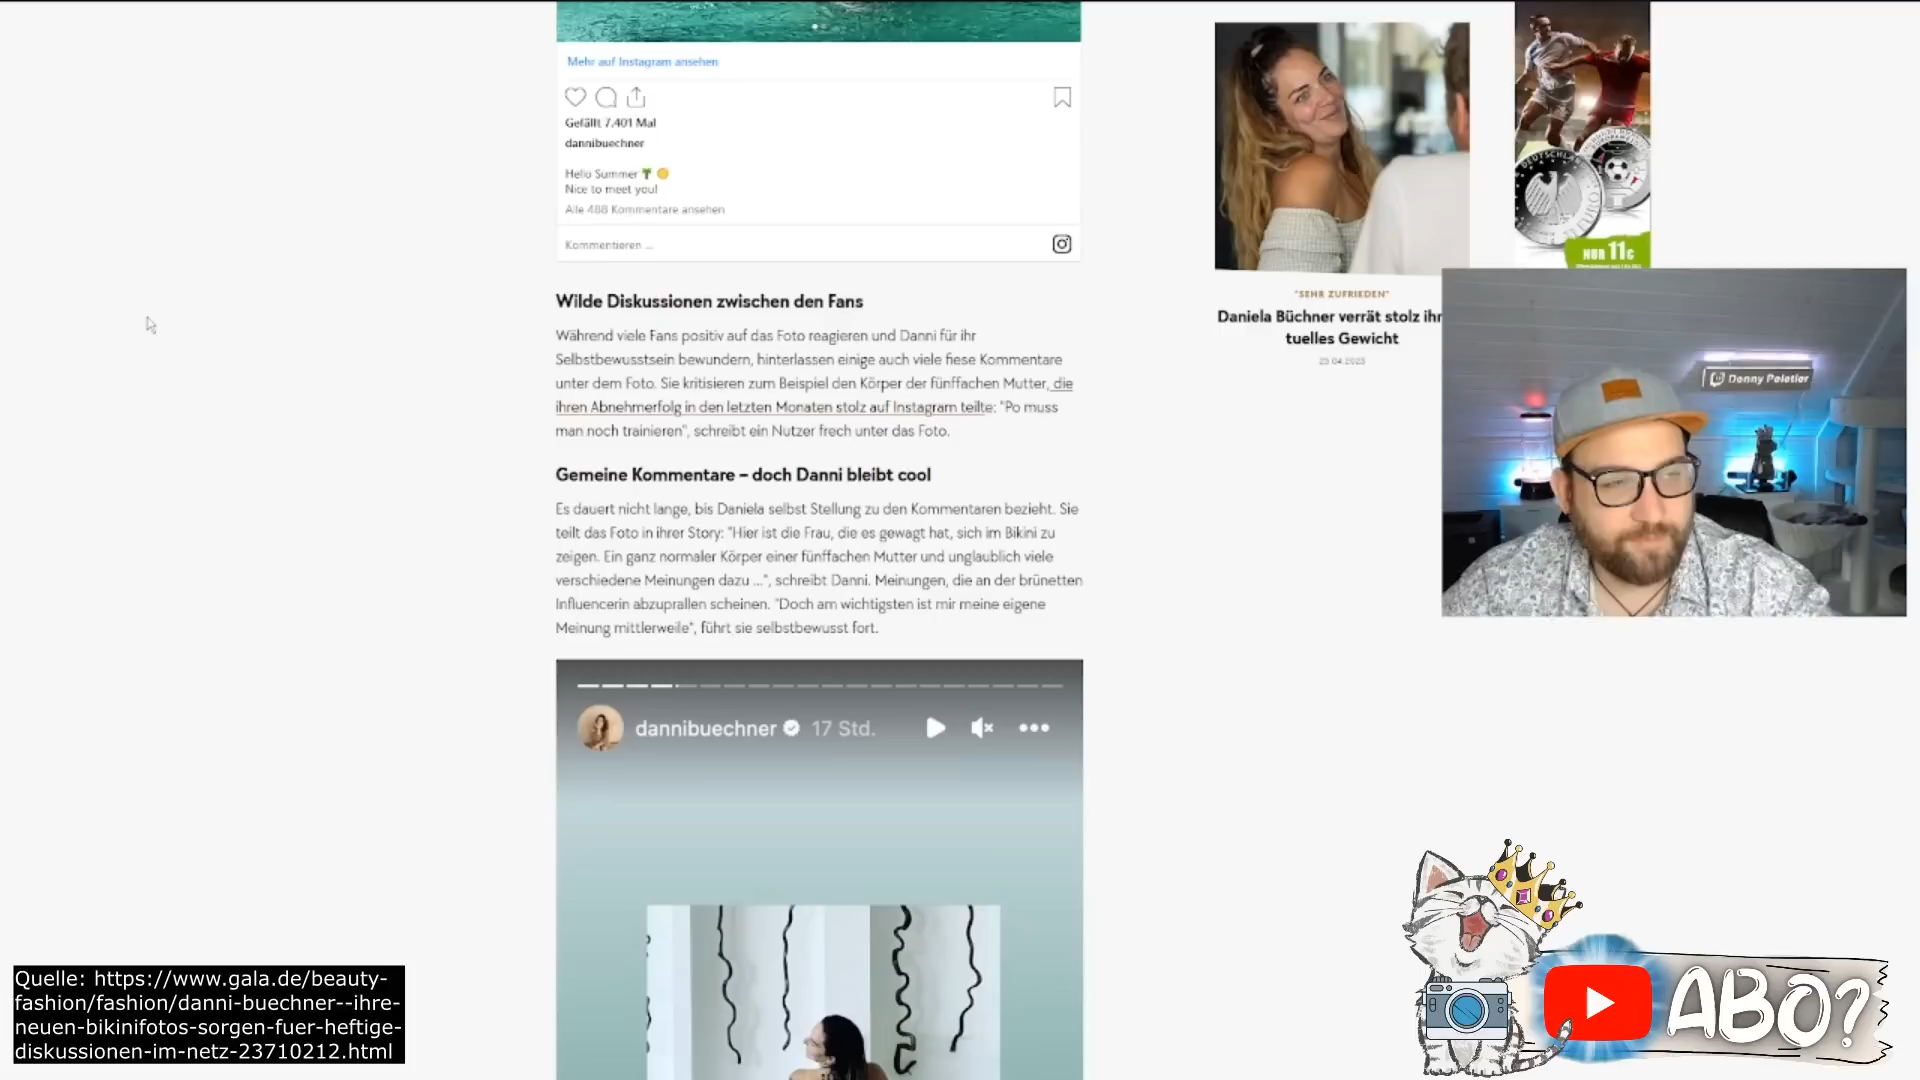 Mehr auf Instagram ansehen
Gefällt 7.401 Mal
dannibuechner
Hello Summer
Nice to meet you!
Alle 488 Kommentare ansehen
Kommentieren ...
Wilde Diskussionen zwischen den Fans
Während viele Fans positiv auf das Foto reagieren und Danni für ihr
Selbstbewusstsein bewundern, hinterlassen einige auch viele fiese Kommentare
unter dem Foto. Sie kritisieren zum Beispiel den Körper der fünffachen Mutter, die
ihren Abnehmerfolg in den letzten Monaten stolz auf Instagram teilte: "Po muss
man noch trainieren", schreibt ein Nutzer frech unter das Foto.
Gemeine Kommentare – doch Danni bleibt cool
Es dauert nicht lange, bis Daniela selbst Stellung zu den Kommentaren bezieht. Sie
teilt das Foto in ihrer Story: "Hier ist die Frau, die es gewagt hat, sich im Bikini zu
zeigen. Ein ganz normaler Körper einer fünffachen Mutter und unglaublich viele
verschiedene Meinungen dazu ...", schreibt Danni. Meinungen, die an der brünetten
Influencerin abzuprallen scheinen. "Doch am wichtigsten ist mir meine eigene
Meinung mittlerweile", führt sie selbstbewusst fort.
dannibuechner 17 Std.
"SEHR ZUFRIEDEN"
Daniela Büchner verrät stolz ihr
tuelles Gewicht
25.04.2023
DEUTSCHLAND
NUR 11€
Danny Peletier
Quelle: https://www.gala.de/beauty-
fashion/fashion/danni-buechner--ihre-
neuen-bikinifotos-sorgen-fuer-heftige-
diskussionen-im-netz-23710212.html
ABO?